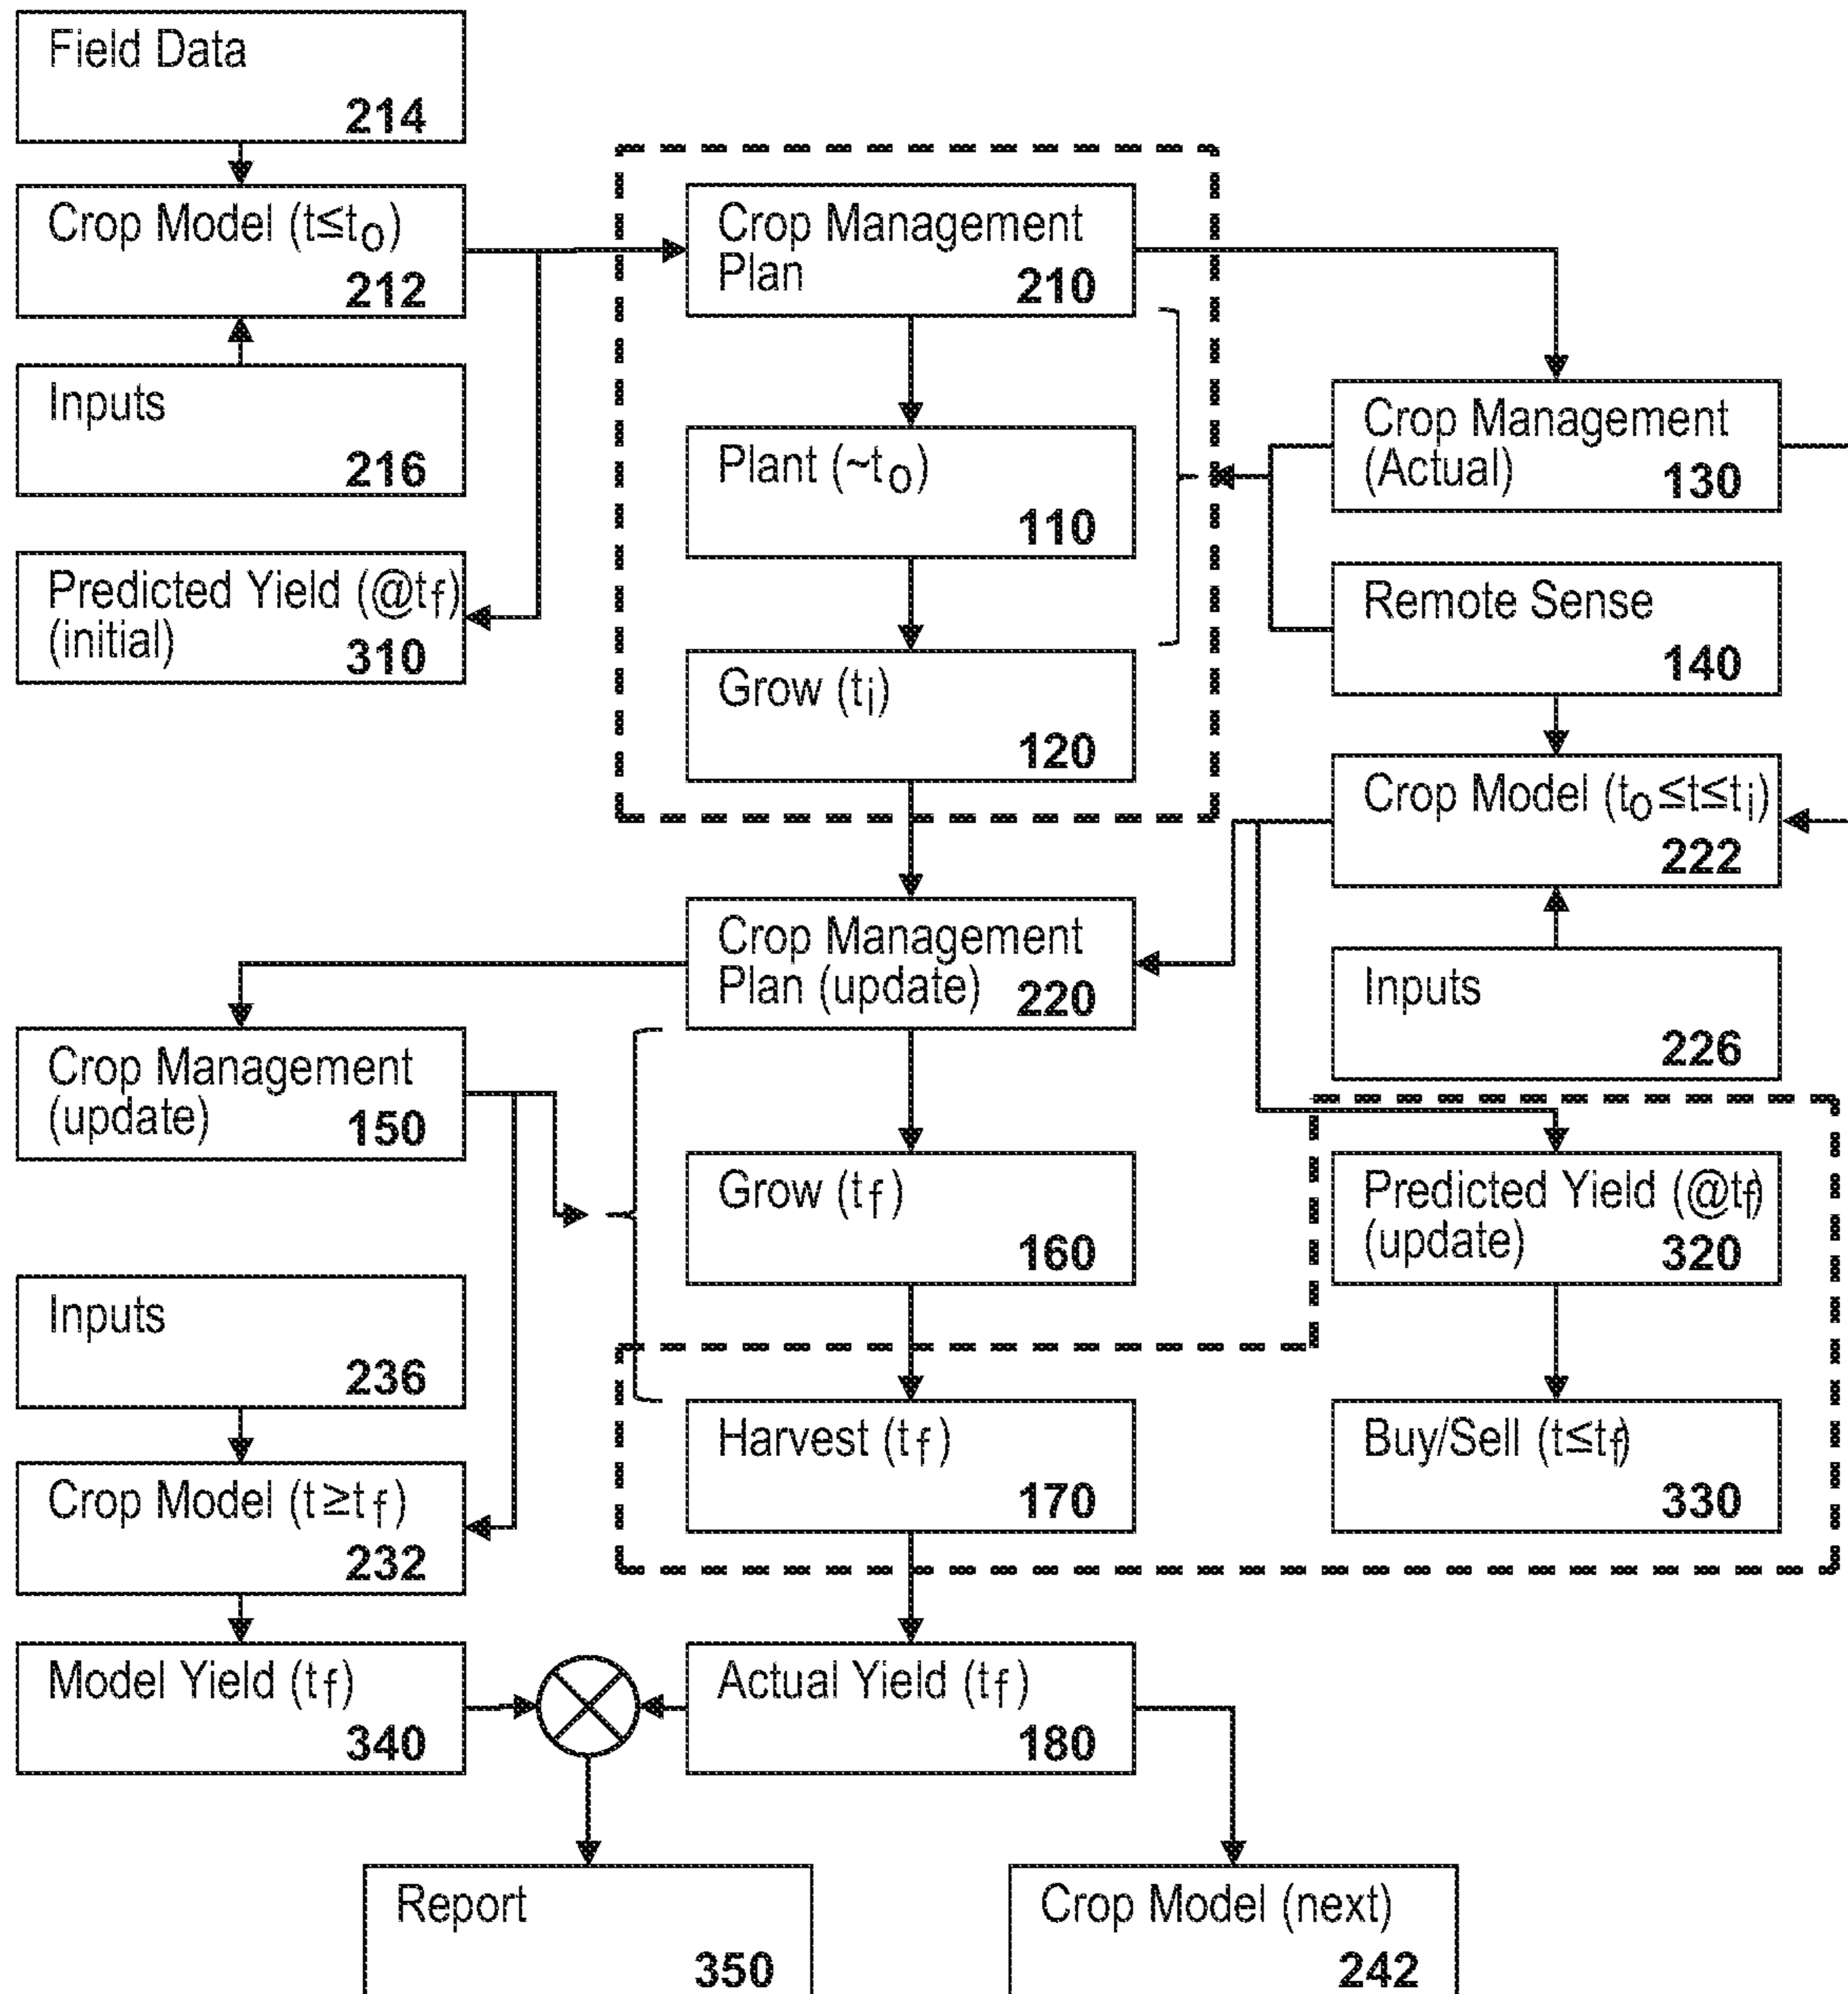 Field Data
214
Crop Model (t≤to)
212
Inputs
216
Predicted Yield (@tf)
(initial)
310
Crop Management
Plan
210
Plant (~to)
110
Grow (ti)
120
Crop Management
(Actual)
130
Remote Sense
140
Crop Model (to≤t≤ti)
222
Inputs
226
Crop Management
Plan (update)
220
Crop Management
(update)
150
Grow (tf)
160
Predicted Yield (@tf)
(update)
320
Inputs
236
Harvest (tf)
170
Buy/Sell (t≤tf)
330
Crop Model (t≥tf)
232
Model Yield (tf)
340
Actual Yield (tf)
180
Report
350
Crop Model (next)
242